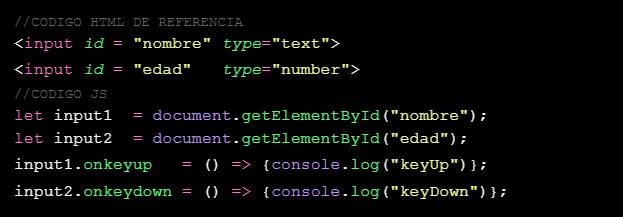 //CODIGO HTML DE REFERENCIA
<input id = "nombre" type="text">
<input id = "edad"   type="number">
//CODIGO JS
let input1  = document.getElementById("nombre");
let input2  = document.getElementById("edad");
input1.onkeyup   = () => {console.log("keyUp")};
input2.onkeydown = () => {console.log("keyDown")};